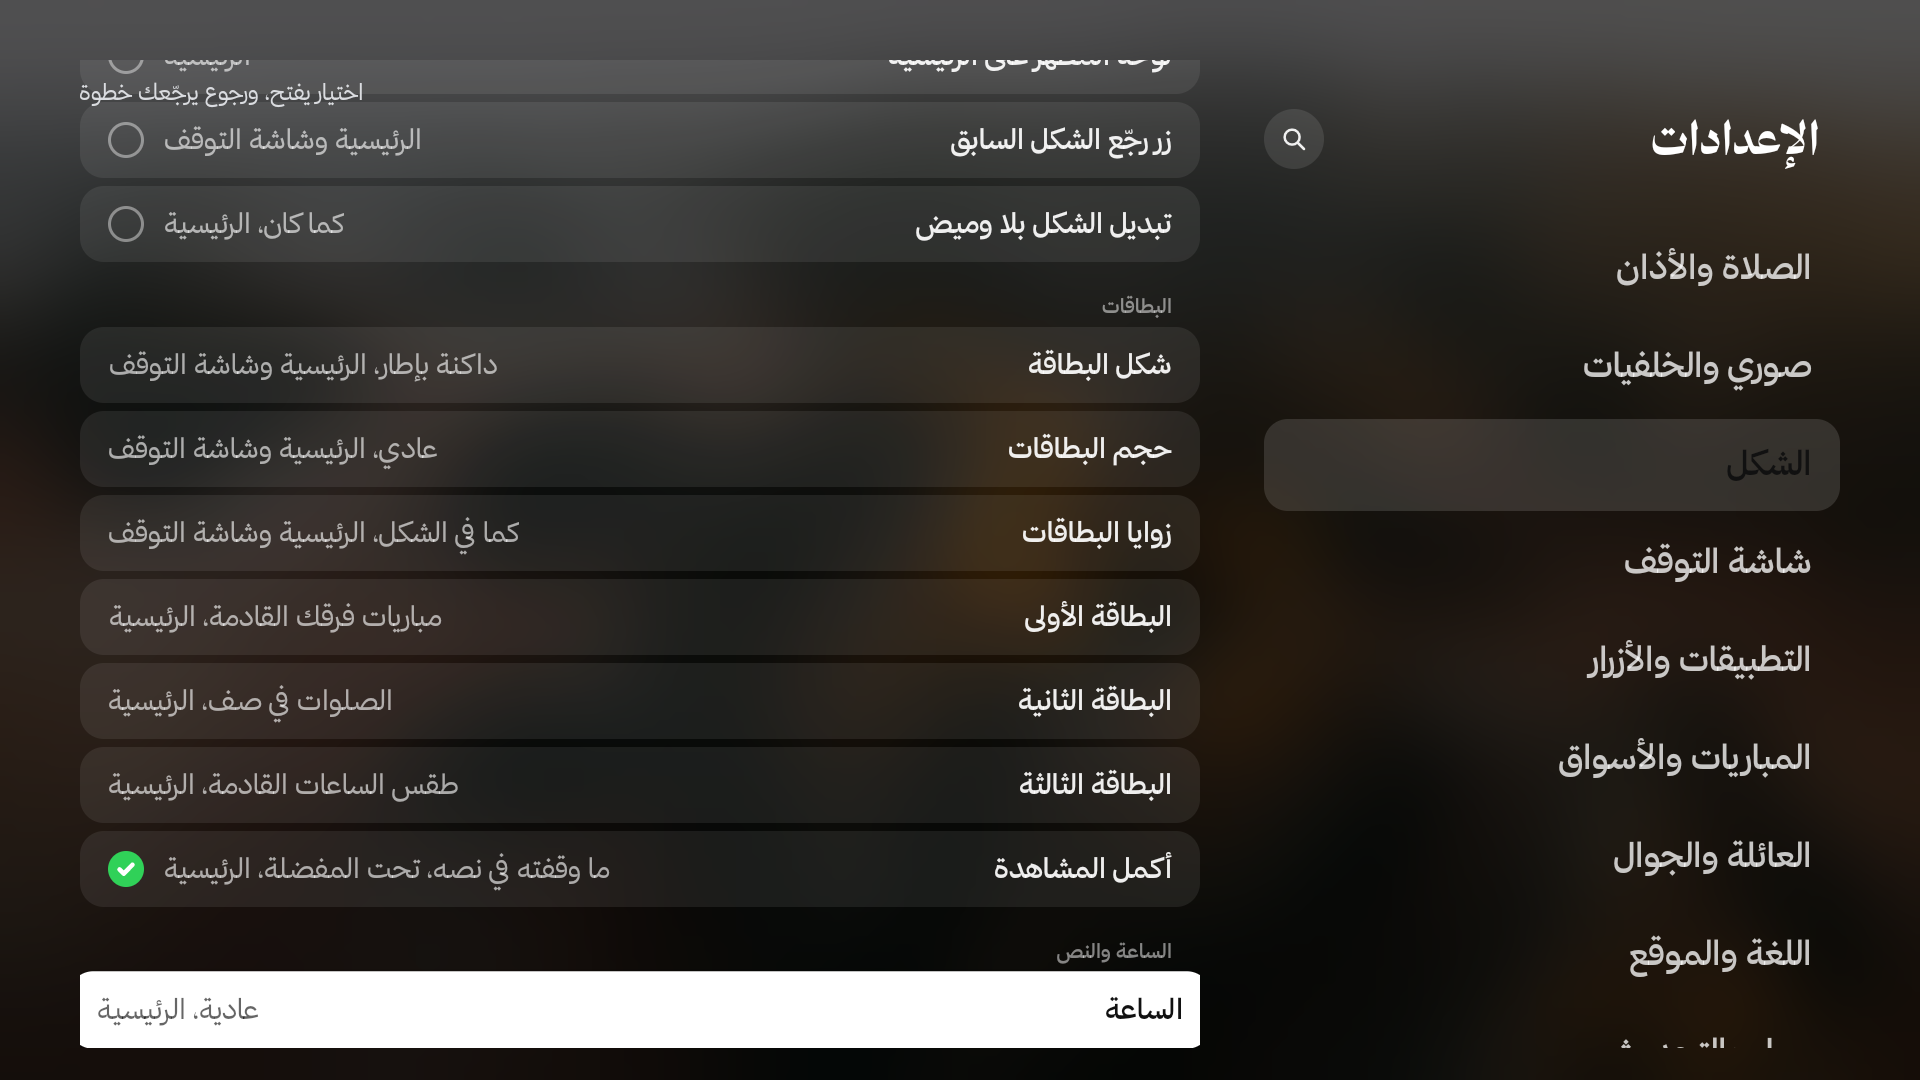 الإعدادات
الصلاة والأذان
صوري والخلفيات
الشكل
شاشة التوقف
التطبيقات والأزرار
المباريات والأسواق
العائلة والجوال
اللغة والموقع
الرئيسية
اختيار يفتح، ورجوع يرجّعك خطوة
زر رجّع الشكل السابق الرئيسية وشاشة التوقف
تبديل الشكل بلا وميض كما كان، الرئيسية
البطاقات
شكل البطاقة داكنة بإطار، الرئيسية وشاشة التوقف
حجم البطاقات عادي، الرئيسية وشاشة التوقف
زوايا البطاقات كما في الشكل، الرئيسية وشاشة التوقف
البطاقة الأولى مباريات فرقك القادمة، الرئيسية
البطاقة الثانية الصلوات في صف، الرئيسية
البطاقة الثالثة طقس الساعات القادمة، الرئيسية
أكمل المشاهدة ما وقفته في نصه، تحت المفضلة، الرئيسية
الساعة والنص
الساعة عادية، الرئيسية